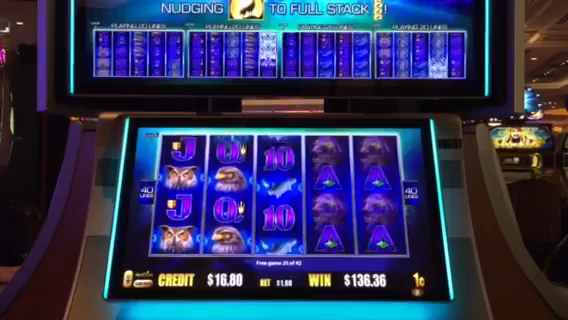 NUDGING TO FULL STACK !
PLAYING 20 LINES PLAYING 20 LINES PLAYING 20 LINES PLAYING 20 LINES
J Q 10
A A
40 LINES 40 LINES
J Q 10
A A
Free game 25 of 42
CREDIT $16.80 BET $1.60 WIN $136.36 1¢